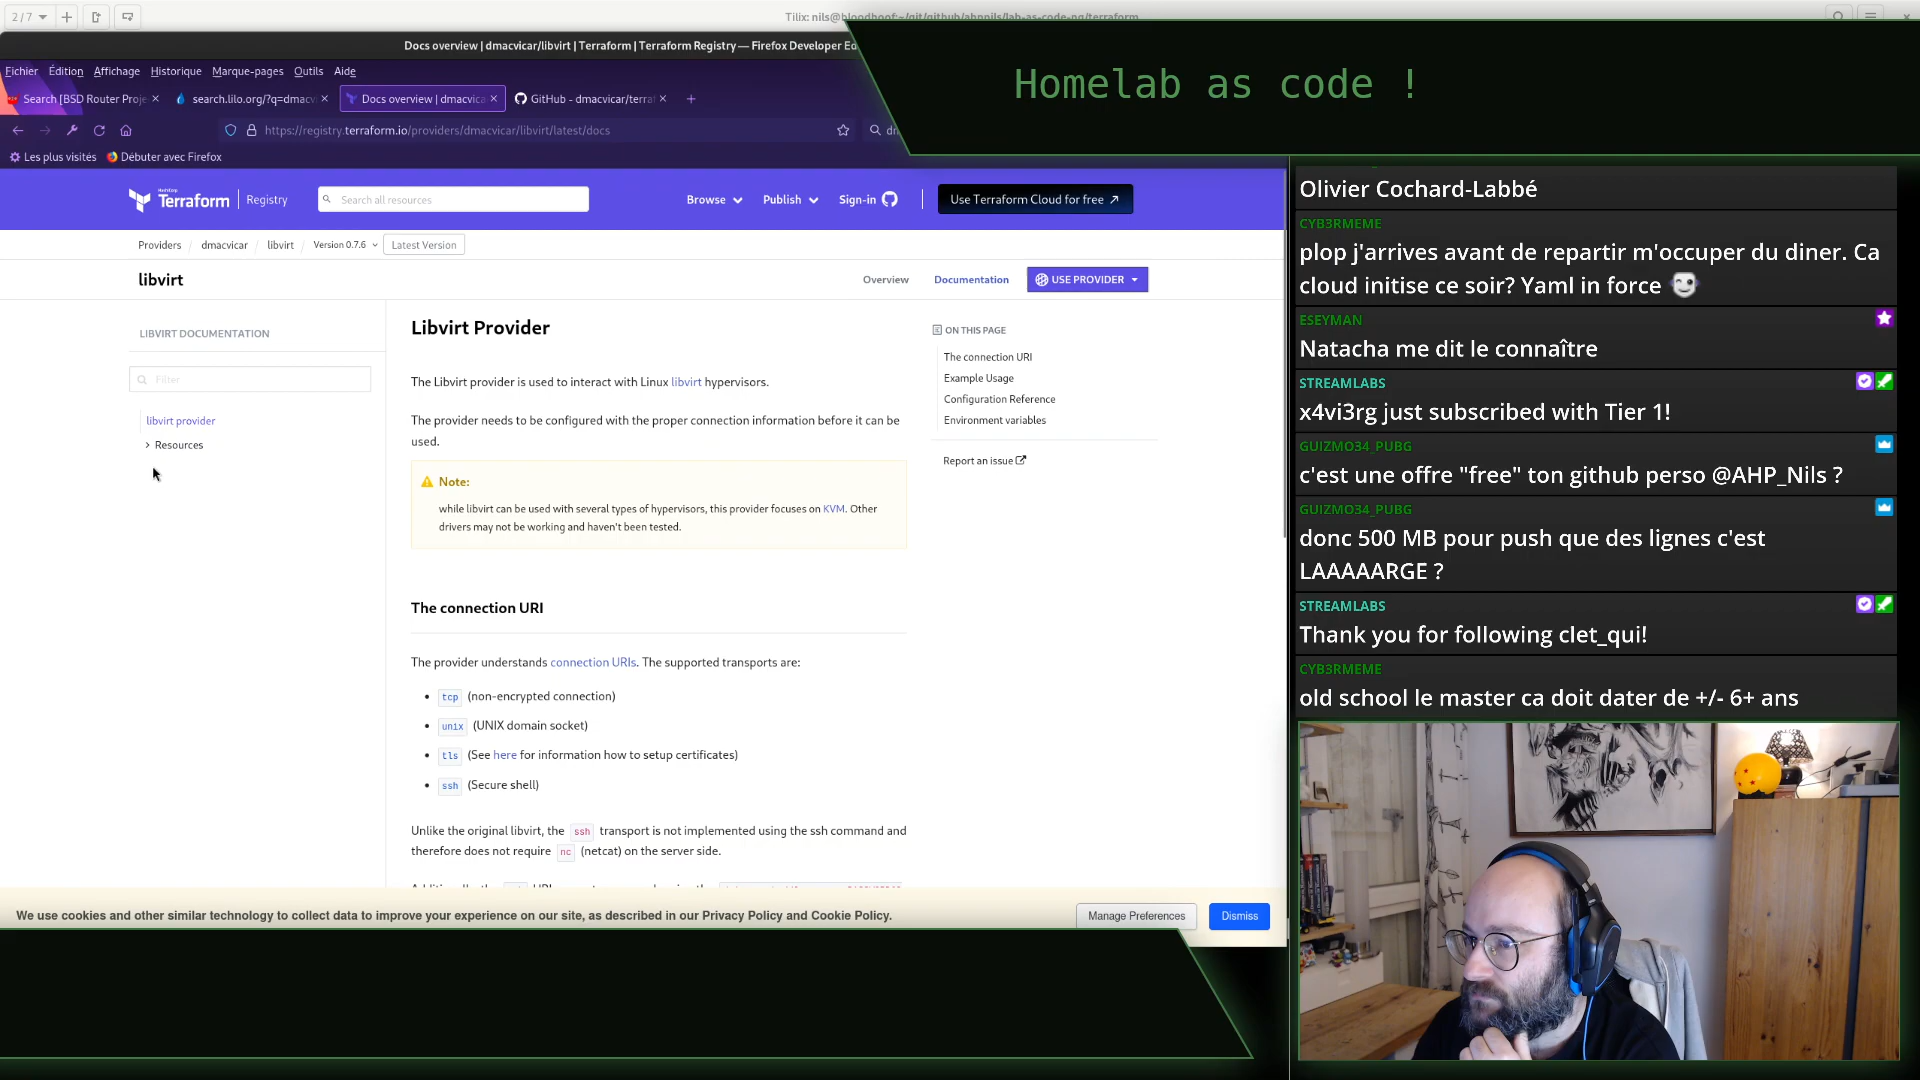 2 / 7
Tilix: nils@bloodhoof:~/git/github/ahpnils/lab-as-code-ng/terraform
Docs overview | dmacvicar/libvirt | Terraform | Terraform Registry — Firefox Developer Ed
Homelab as code !
Fichier Édition Affichage Historique Marque-pages Outils Aide
Search [BSD Router Proje
search.lilo.org/?q=dmacvi
Docs overview | dmacvica
GitHub - dmacvicar/terraf
https://registry.terraform.io/providers/dmacvicar/libvirt/latest/docs
Les plus visités Débuter avec Firefox
HashiCorp
Terraform Registry
Search all resources
Browse Publish Sign-in Use Terraform Cloud for free
Providers / dmacvicar / libvirt / Version 0.7.6 Latest Version
libvirt
Overview Documentation USE PROVIDER
LIBVIRT DOCUMENTATION
Filter
libvirt provider
Resources
Libvirt Provider
The Libvirt provider is used to interact with Linux libvirt hypervisors.
The provider needs to be configured with the proper connection information before it can be
used.
Note:
while libvirt can be used with several types of hypervisors, this provider focuses on KVM. Other
drivers may not be working and haven't been tested.
The connection URI
The provider understands connection URIs. The supported transports are:
tcp (non-encrypted connection)
unix (UNIX domain socket)
tls (See here for information how to setup certificates)
ssh (Secure shell)
Unlike the original libvirt, the ssh transport is not implemented using the ssh command and
therefore does not require nc (netcat) on the server side.
ON THIS PAGE
The connection URI
Example Usage
Configuration Reference
Environment variables
Report an issue
We use cookies and other similar technology to collect data to improve your experience on our site, as described in our Privacy Policy and Cookie Policy.
Manage Preferences Dismiss
Olivier Cochard-Labbé
CYB3RMEME
plop j'arrives avant de repartir m'occuper du diner. Ca
cloud initise ce soir? Yaml in force
ESEYMAN
Natacha me dit le connaître
STREAMLABS
x4vi3rg just subscribed with Tier 1!
GUIZMO34_PUBG
c'est une offre "free" ton github perso @AHP_Nils ?
GUIZMO34_PUBG
donc 500 MB pour push que des lignes c'est
LAAAAARGE ?
STREAMLABS
Thank you for following clet_qui!
CYB3RMEME
old school le master ca doit dater de +/- 6+ ans